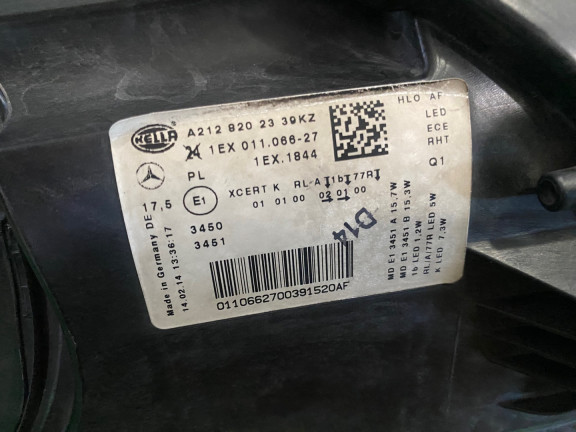 HELLA
A212 820 23 39KZ
1EX 011.066-27
1EX.1844
HLO AF
LED
ECE
RHT
Q1
PL
17,5
E1
XCERT K RL-A 1b 77R
01 01 00 02 01 00
3450
3451
D14
0110662700391520AF
Made in Germany DE
14.02.14 13:36:17
MD E1 3451 A 15,7W
MD E1 3451 B 15,3W
1b LED 1,2W
RL/A/77R LED 5W
K LED 7,3W